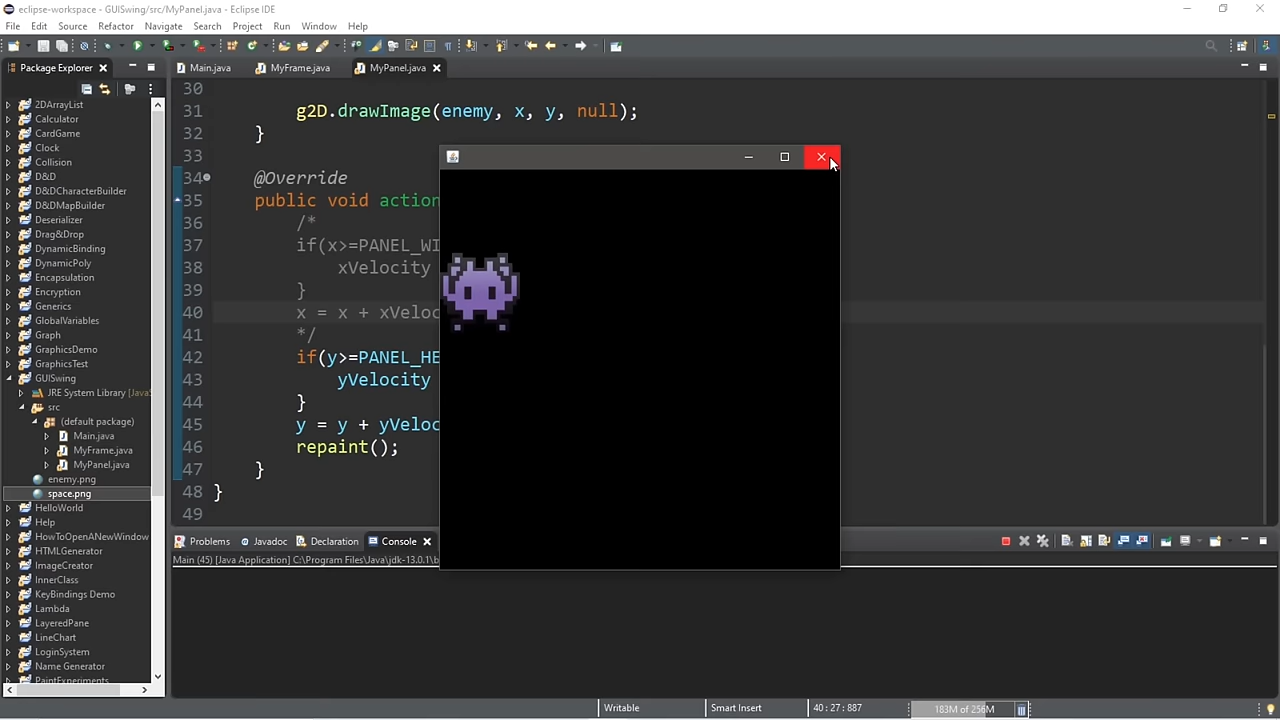 eclipse-workspace - GUISwing/src/MyPanel.java - Eclipse IDE
File Edit Source Refactor Navigate Search Project Run Window Help
Package Explorer
Main.java MyFrame.java MyPanel.java
2DArrayList
Calculator
CardGame
Clock
Collision
D&D
D&DCharacterBuilder
D&DMapBuilder
Deserializer
Drag&Drop
DynamicBinding
DynamicPoly
Encapsulation
Encryption
Generics
GlobalVariables
Graph
GraphicsDemo
GraphicsTest
GUISwing
JRE System Library [JavaS
src
(default package)
Main.java
MyFrame.java
MyPanel.java
enemy.png
space.png
HelloWorld
Help
HowToOpenANewWindow
HTMLGenerator
ImageCreator
InnerClass
KeyBindings Demo
Lambda
LayeredPane
LineChart
LoginSystem
Name Generator
PaintExperiments
30
31 g2D.drawImage(enemy, x, y, null);
32 }
33
34 @Override
35 public void action
36 /*
37 if(x>=PANEL_WI
38 xVelocity
39 }
40 x = x + xVeloc
41 */
42 if(y>=PANEL_HE
43 yVelocity
44 }
45 y = y + yVeloc
46 repaint();
47 }
48 }
49
Problems Javadoc Declaration Console
Main (45) [Java Application] C:\Program Files\Java\jdk-13.0.1\b
Writable Smart Insert 40 : 27 : 887 183M of 256M